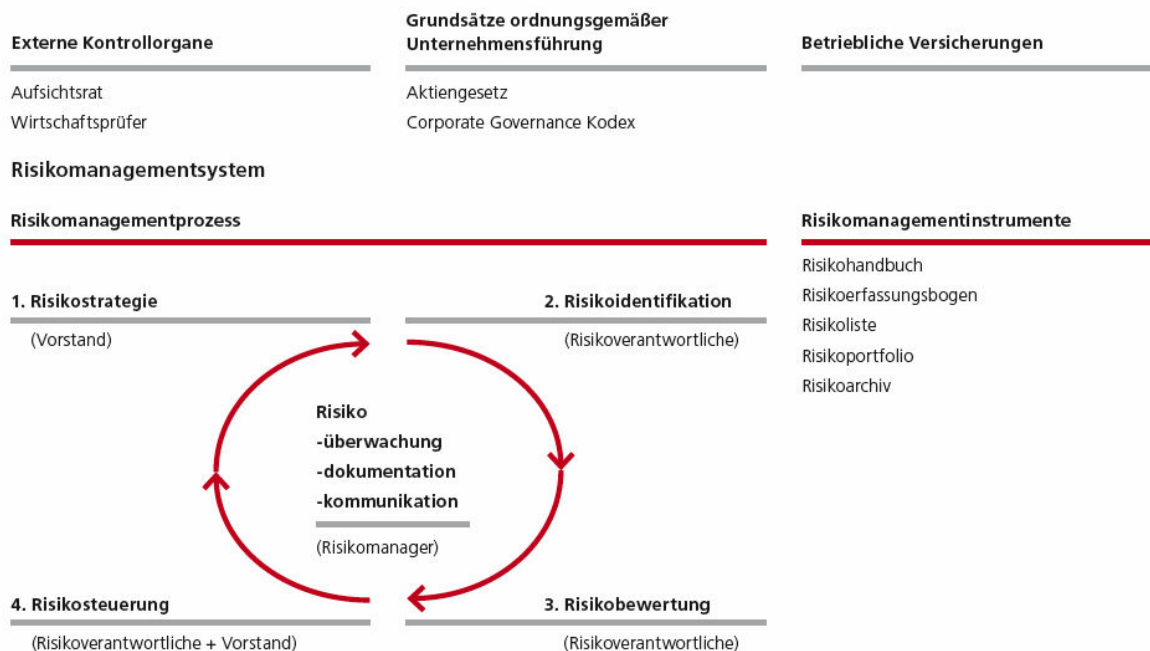 Externe Kontrollorgane
Aufsichtsrat
Wirtschaftsprüfer
Grundsätze ordnungsgemäßer
Unternehmensführung
Aktiengesetz
Corporate Governance Kodex
Betriebliche Versicherungen
Risikomanagementsystem
Risikomanagementprozess
1. Risikostrategie
(Vorstand)
2. Risikoidentifikation
(Risikoverantwortliche)
Risiko
-überwachung
-dokumentation
-kommunikation
(Risikomanager)
4. Risikosteuerung
(Risikoverantwortliche + Vorstand)
3. Risikobewertung
(Risikoverantwortliche)
Risikomanagementinstrumente
Risikohandbuch
Risikoerfassungsbogen
Risikoliste
Risikoportfolio
Risikoarchiv